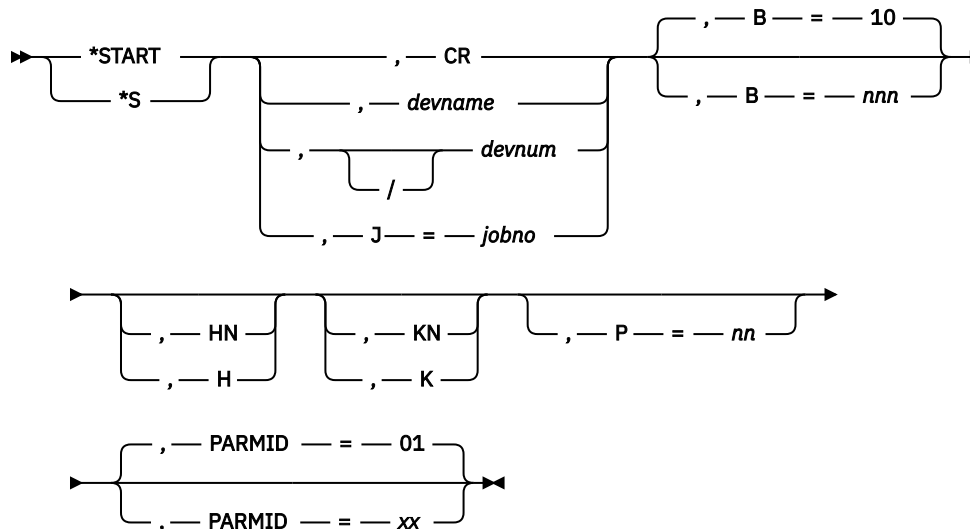 , B = 10
*START , CR
*S , devname , B = nnn
, devnum
/
, J = jobno
, HN , KN , P = nn
, H , K
, PARMID = 01
, PARMID = xx